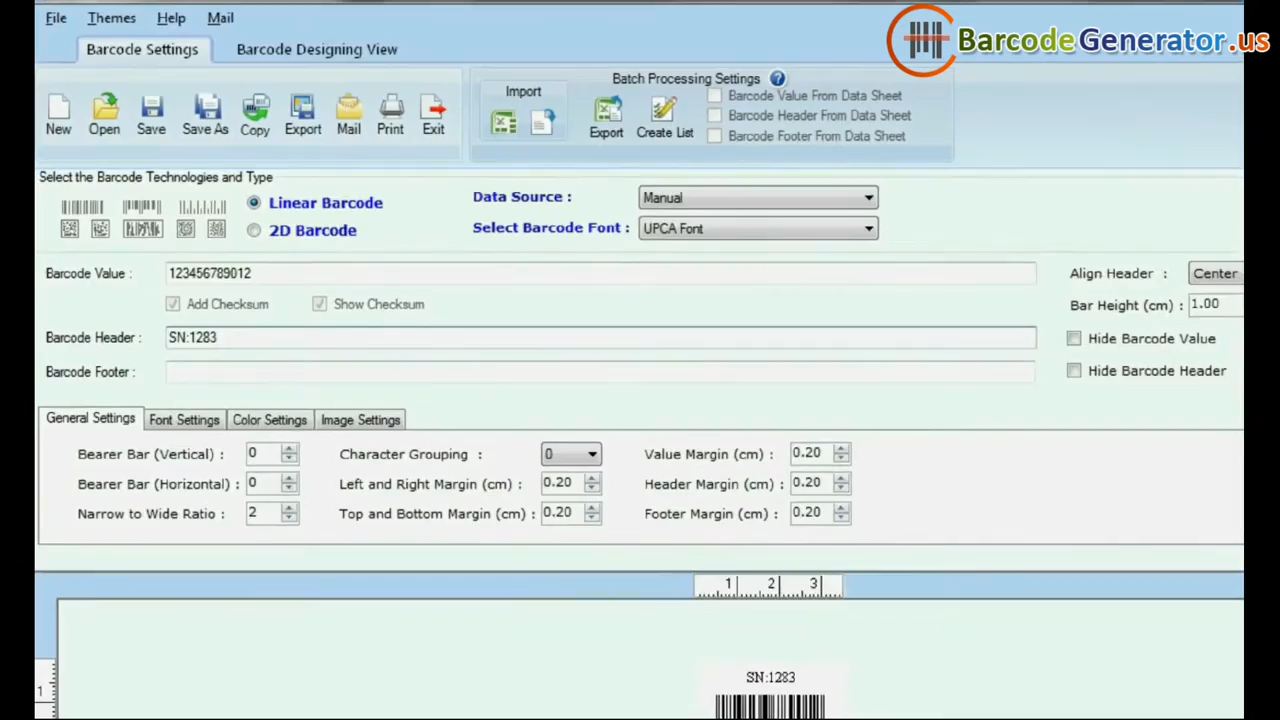 File Themes Help Mail
BarcodeGenerator.us
Barcode Settings Barcode Designing View
Batch Processing Settings ?
Import
New Open Save Save As Copy Export Mail Print Exit
Export Create List
Barcode Value From Data Sheet
Barcode Header From Data Sheet
Barcode Footer From Data Sheet
Select the Barcode Technologies and Type
Linear Barcode
2D Barcode
Data Source : Manual
Select Barcode Font : UPCA Font
Barcode Value : 123456789012
Align Header : Center
Add Checksum Show Checksum
Bar Height (cm) : 1.00
Barcode Header : SN:1283
Hide Barcode Value
Barcode Footer :
Hide Barcode Header
General Settings Font Settings Color Settings Image Settings
Bearer Bar (Vertical) : 0 Character Grouping : 0 Value Margin (cm) : 0.20
Bearer Bar (Horizontal) : 0 Left and Right Margin (cm) : 0.20 Header Margin (cm) : 0.20
Narrow to Wide Ratio : 2 Top and Bottom Margin (cm) : 0.20 Footer Margin (cm) : 0.20
1 2 3
SN:1283
1